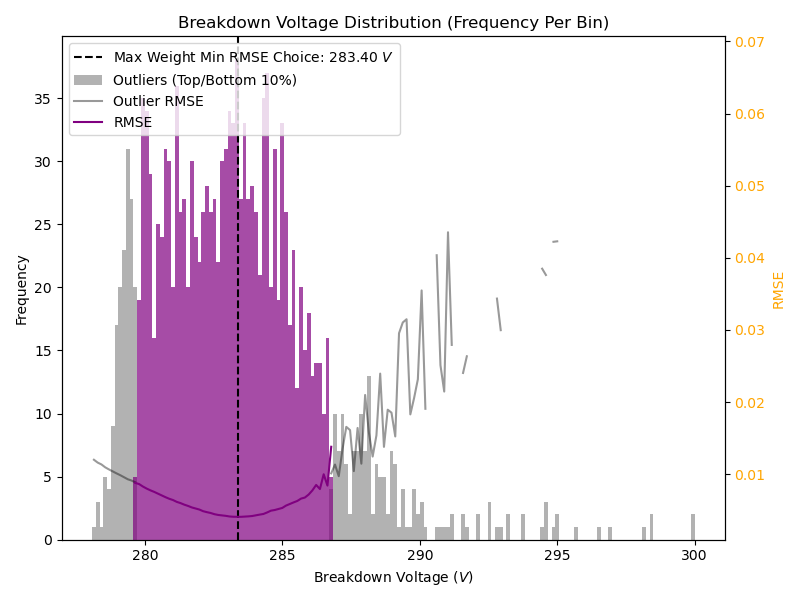 Breakdown Voltage Distribution (Frequency Per Bin)
Max Weight Min RMSE Choice: 283.40 V
Outliers (Top/Bottom 10%)
Outlier RMSE
RMSE
0
5
10
15
20
25
30
35
Frequency
0.01
0.02
0.03
0.04
0.05
0.06
0.07
RMSE
280
285
290
295
300
Breakdown Voltage (V)